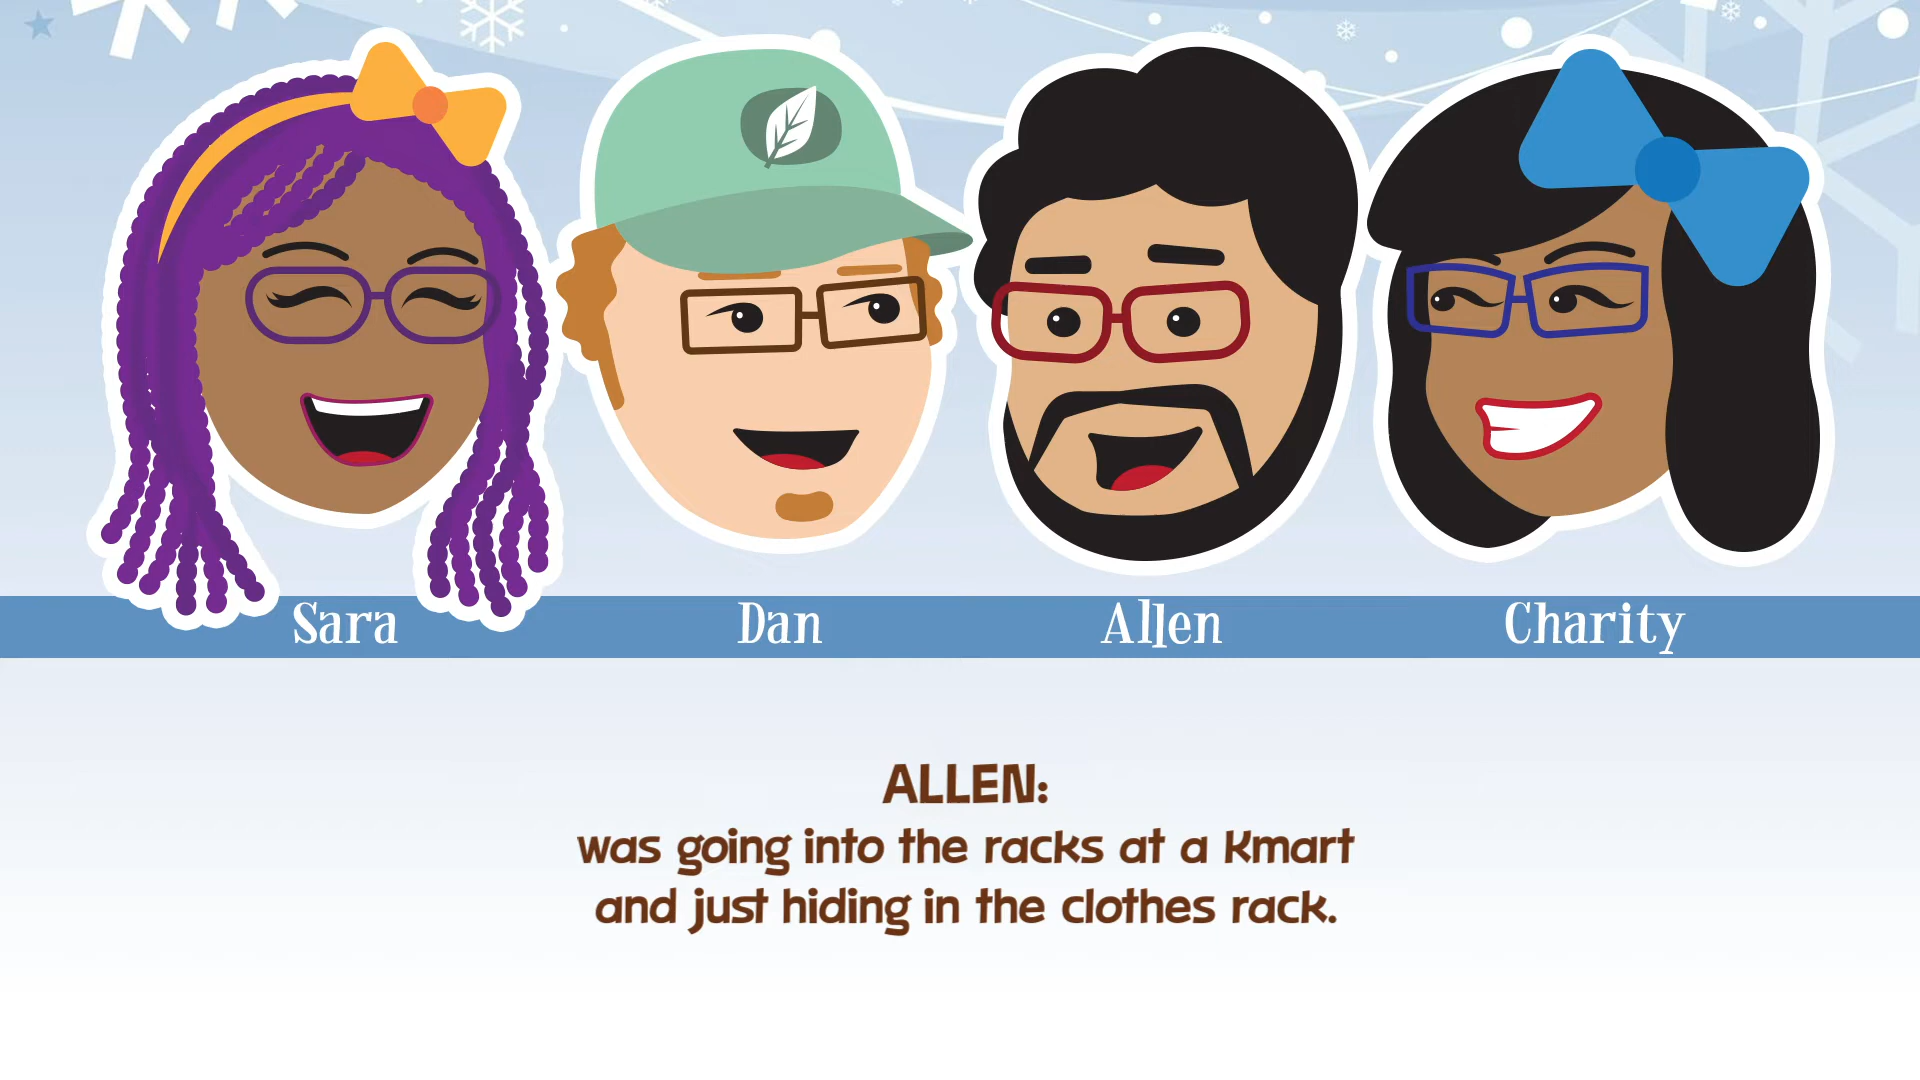 Sara Dan Allen Charity
ALLEN:
was going into the racks at a Kmart
and just hiding in the clothes rack.